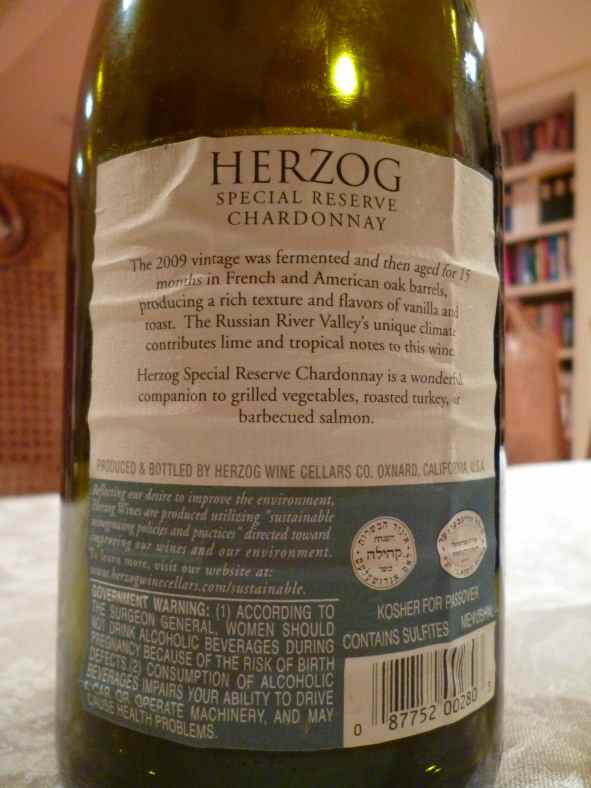 HERZOG
SPECIAL RESERVE
CHARDONNAY
The 2009 vintage was fermented and then aged for 15
months in French and American oak barrels,
producing a rich texture and flavors of vanilla and
toast. The Russian River Valley's unique climate
contributes lime and tropical notes to this wine
Herzog Special Reserve Chardonnay is a wonderful
companion to grilled vegetables, roasted turkey, or
barbecued salmon.
PRODUCED & BOTTLED BY HERZOG WINE CELLARS CO. OXNARD, CALIFORNIA, U.S.A.
Reflecting our desire to improve the environment,
Herzog Wines are produced utilizing "sustainable
winegrowing policies and practices" directed toward
improving our wines and our environment.
To learn more, visit our website at:
www.herzogwinecellars.com/sustainable.
GOVERNMENT WARNING: (1) ACCORDING TO
THE SURGEON GENERAL, WOMEN SHOULD
NOT DRINK ALCOHOLIC BEVERAGES DURING
PREGNANCY BECAUSE OF THE RISK OF BIRTH
DEFECTS.(2) CONSUMPTION OF ALCOHOLIC
BEVERAGES IMPAIRS YOUR ABILITY TO DRIVE
A CAR OR OPERATE MACHINERY, AND MAY
CAUSE HEALTH PROBLEMS.
קהילה
KOSHER FOR PASSOVER
CONTAINS SULFITES MEVUSHAL
0 87752 00280 3